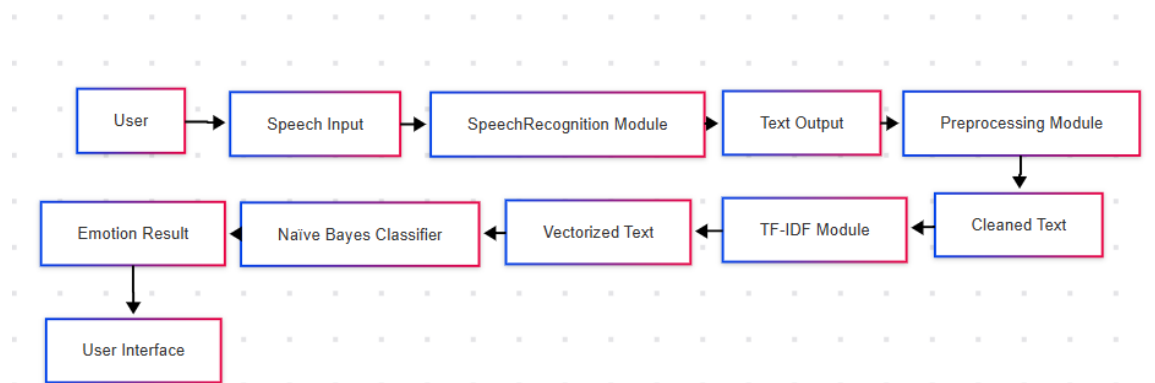 User
Speech Input
SpeechRecognition Module
Text Output
Preprocessing Module
Cleaned Text
TF-IDF Module
Vectorized Text
Naïve Bayes Classifier
Emotion Result
User Interface